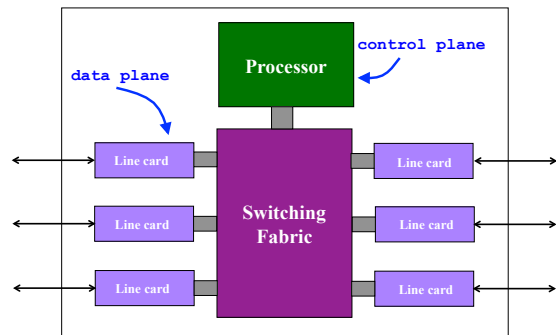 control plane
Processor
data plane
Line card
Line card
Switching
Fabric
Line card
Line card
Line card
Line card